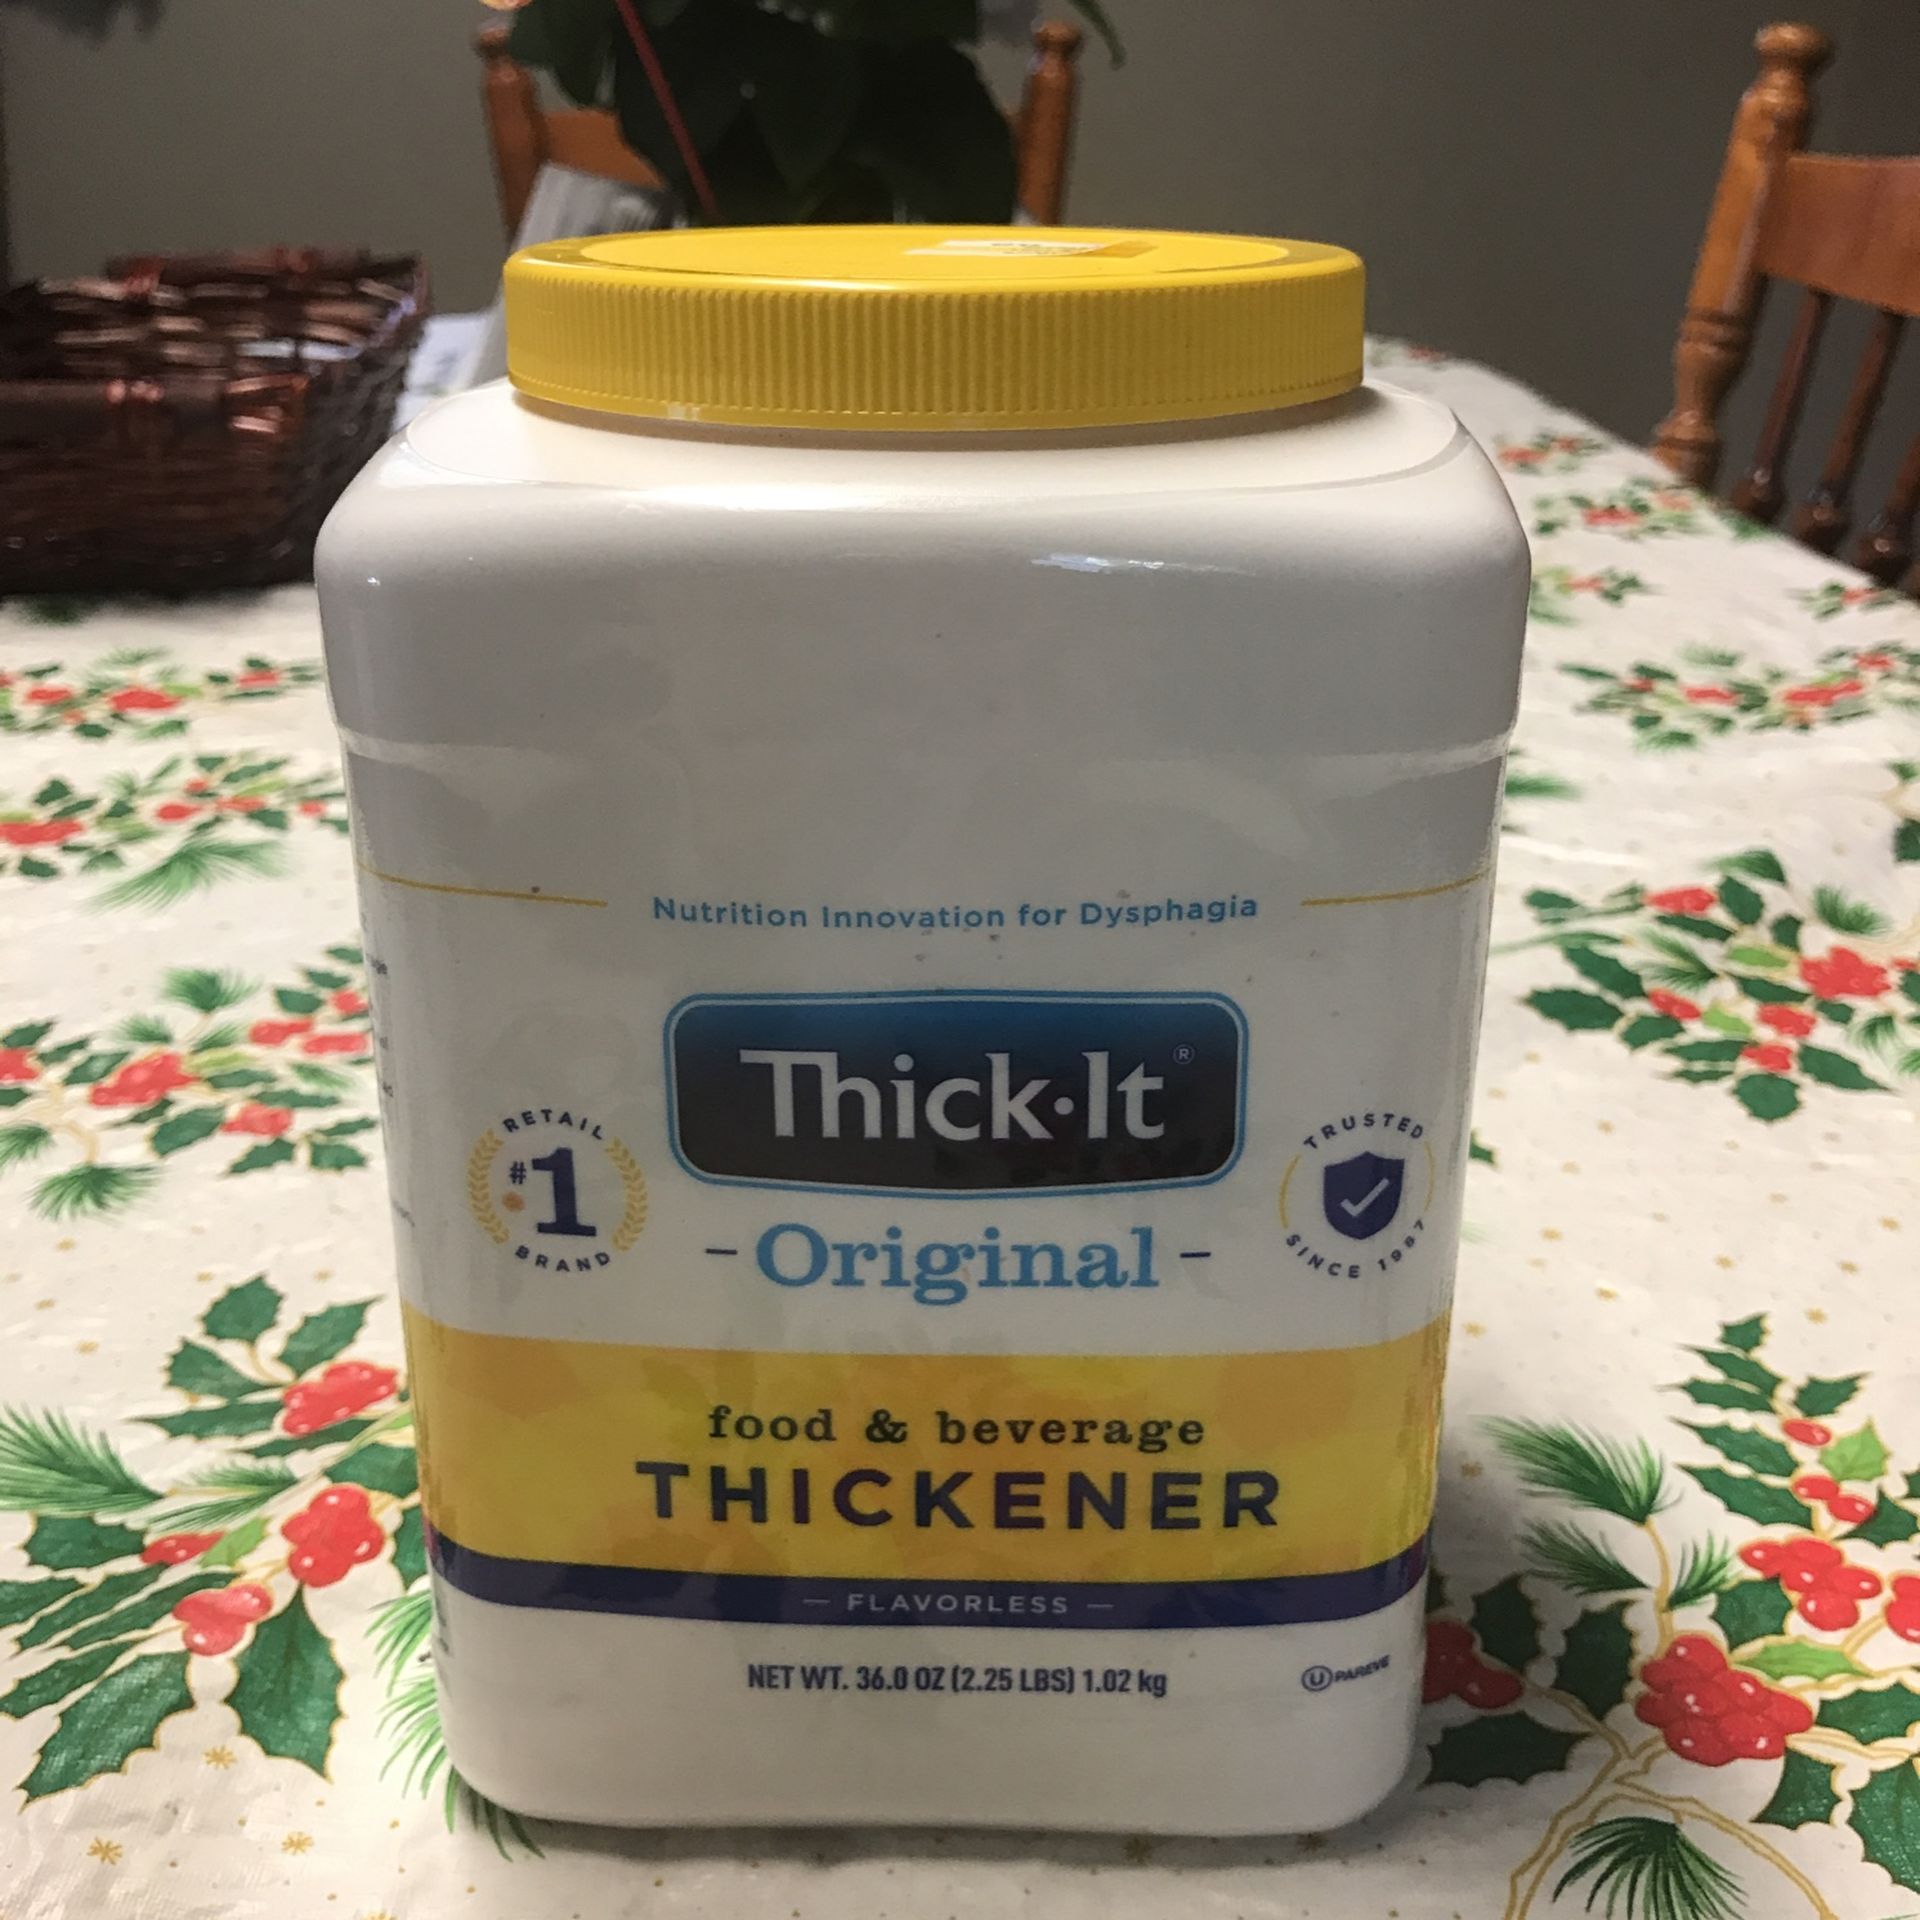 Nutrition Innovation for Dysphagia
Thick·It®
RETAIL
#1
BRAND
TRUSTED
SINCE 1987
- Original -
food & beverage
THICKENER
— FLAVORLESS —
NET WT. 36.0 OZ (2.25 LBS) 1.02 kg
U PAREVE